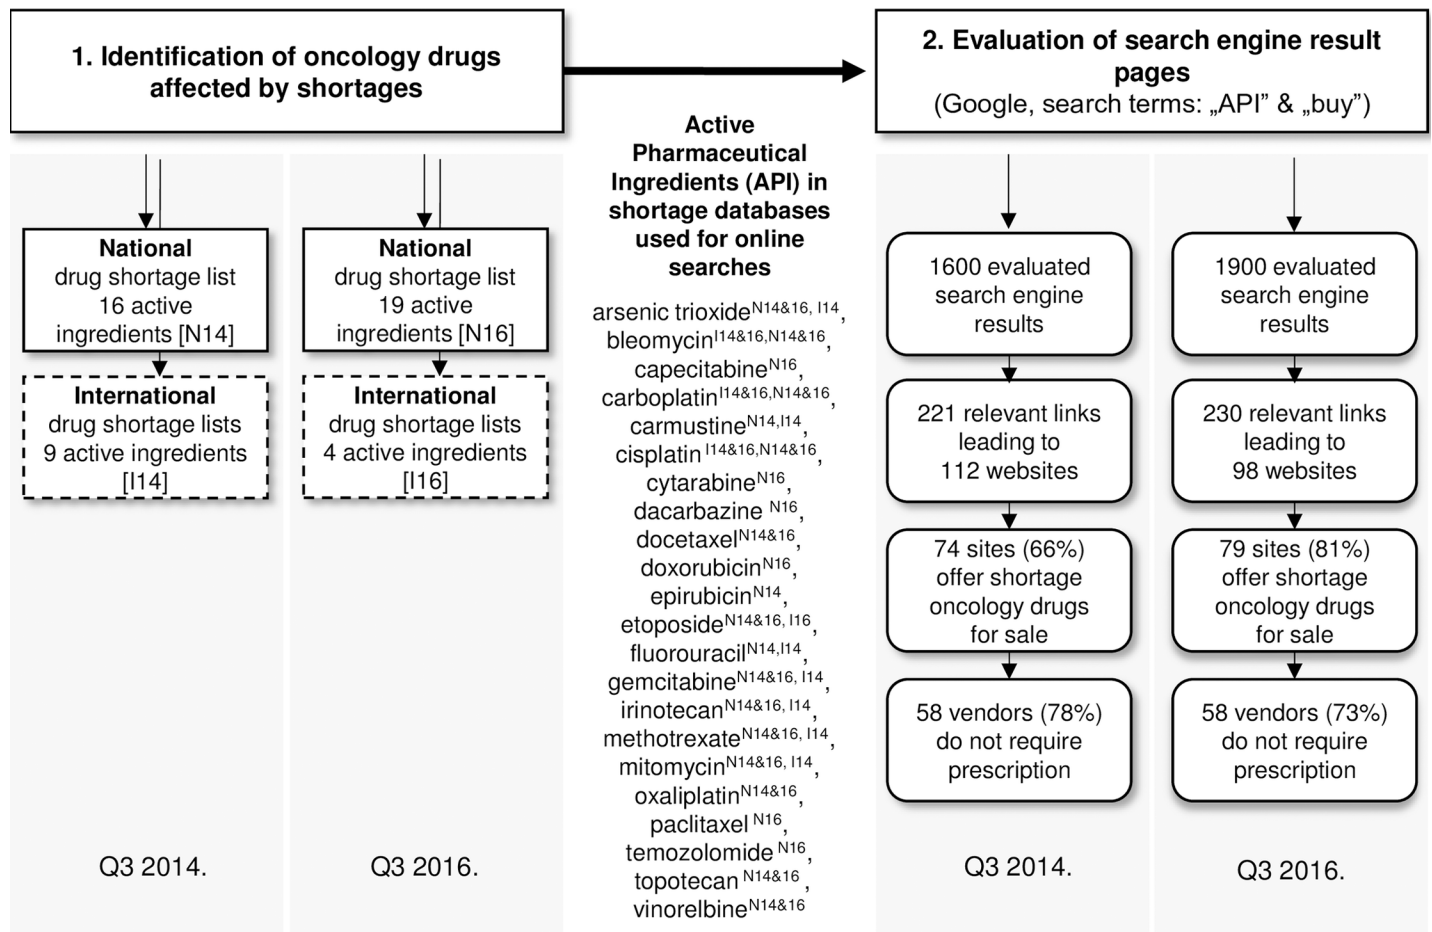 1. Identification of oncology drugs
affected by shortages
National
drug shortage list
16 active
ingredients [N14]
International
drug shortage lists
9 active ingredients
[I14]
Q3 2014.
National
drug shortage list
19 active
ingredients [N16]
International
drug shortage lists
4 active ingredients
[I16]
Q3 2016.
Active
Pharmaceutical
Ingredients (API) in
shortage databases
used for online
searches
arsenic trioxideN14&16, I14,
bleomycinI14&16,N14&16,
capecitabineN16,
carboplatinI14&16,N14&16,
carmustineN14,I14,
cisplatin I14&16,N14&16,
cytarabineN16,
dacarbazine N16,
docetaxelN14&16,
doxorubicinN16,
epirubicinN14,
etoposideN14&16, I16,
fluorouracilN14,I14,
gemcitabineN14&16, I14,
irinotecanN14&16, I14,
methotrexateN14&16, I14,
mitomycinN14&16, I14,
oxaliplatinN14&16,
paclitaxel N16,
temozolomide N16,
topotecan N14&16 ,
vinorelbineN14&16
2. Evaluation of search engine result
pages
(Google, search terms: „API” & „buy”)
1600 evaluated
search engine
results
221 relevant links
leading to
112 websites
74 sites (66%)
offer shortage
oncology drugs
for sale
58 vendors (78%)
do not require
prescription
Q3 2014.
1900 evaluated
search engine
results
230 relevant links
leading to
98 websites
79 sites (81%)
offer shortage
oncology drugs
for sale
58 vendors (73%)
do not require
prescription
Q3 2016.